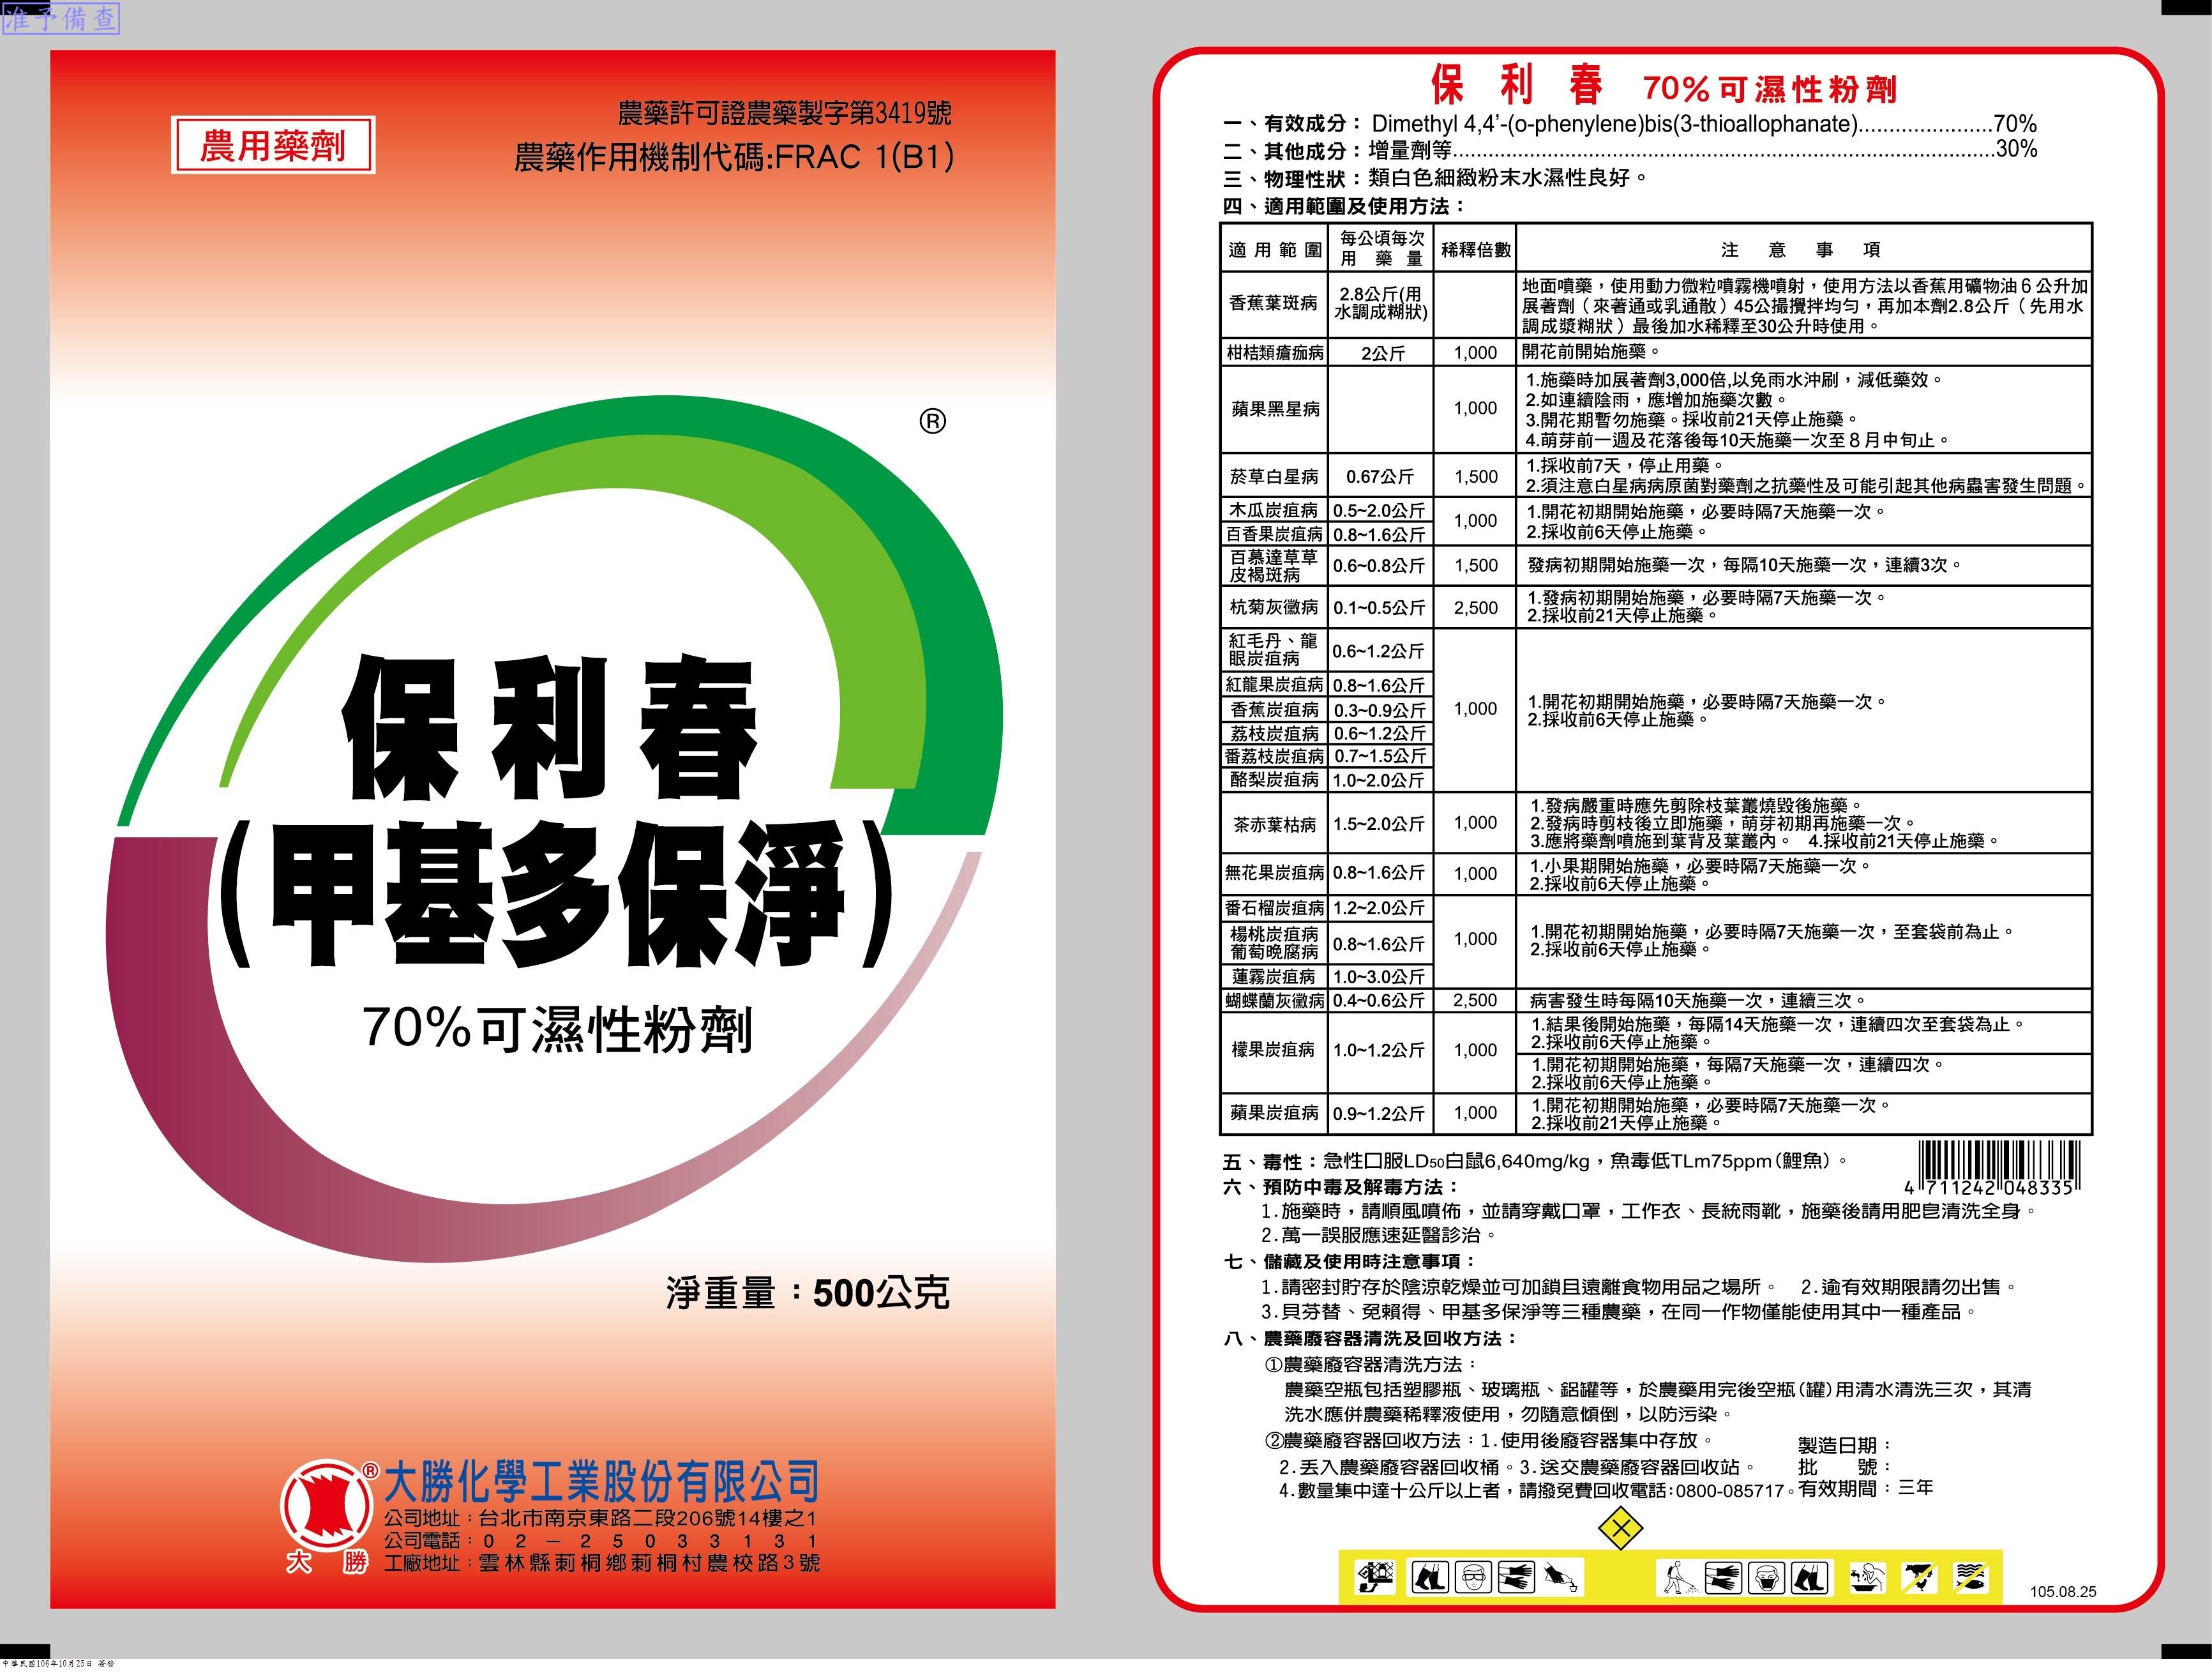 准予備查
農用藥劑
農藥許可證農藥製字第3419號
農藥作用機制代碼:FRAC 1(B1)
®
保利春
(甲基多保淨)
70%可濕性粉劑
淨重量：500公克
®
大勝
大勝化學工業股份有限公司
公司地址：台北市南京東路二段206號14樓之1
公司電話：02－25033131
工廠地址：雲林縣莿桐鄉莿桐村農校路3號
中華民國106年10月25日 簽發
保利春 70%可濕性粉劑
一、有效成分：Dimethyl 4,4’-(o-phenylene)bis(3-thioallophanate)......................70%
二、其他成分：增量劑等...........................................................................................30%
三、物理性狀：類白色細緻粉末水濕性良好。
四、適用範圍及使用方法：
適用範圍 每公頃每次用藥量 稀釋倍數 注意事項
香蕉葉斑病 2.8公斤(用水調成糊狀)
地面噴藥，使用動力微粒噴霧機噴射，使用方法以香蕉用礦物油６公升加
展著劑（來著通或乳通散）45公撮攪拌均勻，再加本劑2.8公斤（先用水
調成漿糊狀）最後加水稀釋至30公升時使用。
柑桔類瘡痂病 2公斤 1,000 開花前開始施藥。
蘋果黑星病 1,000
1.施藥時加展著劑3,000倍,以免雨水沖刷，減低藥效。
2.如連續陰雨，應增加施藥次數。
3.開花期暫勿施藥。採收前21天停止施藥。
4.萌芽前一週及花落後每10天施藥一次至８月中旬止。
菸草白星病 0.67公斤 1,500
1.採收前7天，停止用藥。
2.須注意白星病病原菌對藥劑之抗藥性及可能引起其他病蟲害發生問題。
木瓜炭疽病 0.5~2.0公斤
百香果炭疽病 0.8~1.6公斤
1,000
1.開花初期開始施藥，必要時隔7天施藥一次。
2.採收前6天停止施藥。
百慕達草草
皮褐斑病 0.6~0.8公斤 1,500 發病初期開始施藥一次，每隔10天施藥一次，連續3次。
杭菊灰黴病 0.1~0.5公斤 2,500
1.發病初期開始施藥，必要時隔7天施藥一次。
2.採收前21天停止施藥。
紅毛丹、龍
眼炭疽病 0.6~1.2公斤
紅龍果炭疽病 0.8~1.6公斤
香蕉炭疽病 0.3~0.9公斤
荔枝炭疽病 0.6~1.2公斤
番荔枝炭疽病 0.7~1.5公斤
酪梨炭疽病 1.0~2.0公斤
1,000
1.開花初期開始施藥，必要時隔7天施藥一次。
2.採收前6天停止施藥。
茶赤葉枯病 1.5~2.0公斤 1,000
1.發病嚴重時應先剪除枝葉叢燒毀後施藥。
2.發病時剪枝後立即施藥，萌芽初期再施藥一次。
3.應將藥劑噴施到葉背及葉叢內。 4.採收前21天停止施藥。
無花果炭疽病 0.8~1.6公斤 1,000
1.小果期開始施藥，必要時隔7天施藥一次。
2.採收前6天停止施藥。
番石榴炭疽病 1.2~2.0公斤
楊桃炭疽病
葡萄晚腐病 0.8~1.6公斤
蓮霧炭疽病 1.0~3.0公斤
1,000
1.開花初期開始施藥，必要時隔7天施藥一次，至套袋前為止。
2.採收前6天停止施藥。
蝴蝶蘭灰黴病 0.4~0.6公斤 2,500 病害發生時每隔10天施藥一次，連續三次。
檬果炭疽病 1.0~1.2公斤 1,000
1.結果後開始施藥，每隔14天施藥一次，連續四次至套袋為止。
2.採收前6天停止施藥。
1.開花初期開始施藥，每隔7天施藥一次，連續四次。
2.採收前6天停止施藥。
蘋果炭疽病 0.9~1.2公斤 1,000
1.開花初期開始施藥，必要時隔7天施藥一次。
2.採收前21天停止施藥。
五、毒性：急性口服LD50白鼠6,640mg/kg，魚毒低TLm75ppm(鯉魚)。
4 711242 048335
六、預防中毒及解毒方法：
1.施藥時，請順風噴佈，並請穿戴口罩，工作衣、長統雨靴，施藥後請用肥皂清洗全身。
2.萬一誤服應速延醫診治。
七、儲藏及使用時注意事項：
1.請密封貯存於陰涼乾燥並可加鎖且遠離食物用品之場所。 2.逾有效期限請勿出售。
3.貝芬替、免賴得、甲基多保淨等三種農藥，在同一作物僅能使用其中一種產品。
八、農藥廢容器清洗及回收方法：
①農藥廢容器清洗方法：
農藥空瓶包括塑膠瓶、玻璃瓶、鋁罐等，於農藥用完後空瓶(罐)用清水清洗三次，其清
洗水應併農藥稀釋液使用，勿隨意傾倒，以防污染。
②農藥廢容器回收方法：1.使用後廢容器集中存放。
2.丟入農藥廢容器回收桶。3.送交農藥廢容器回收站。
4.數量集中達十公斤以上者，請撥免費回收電話:0800-085717。
製造日期：
批號：
有效期間：三年
105.08.25